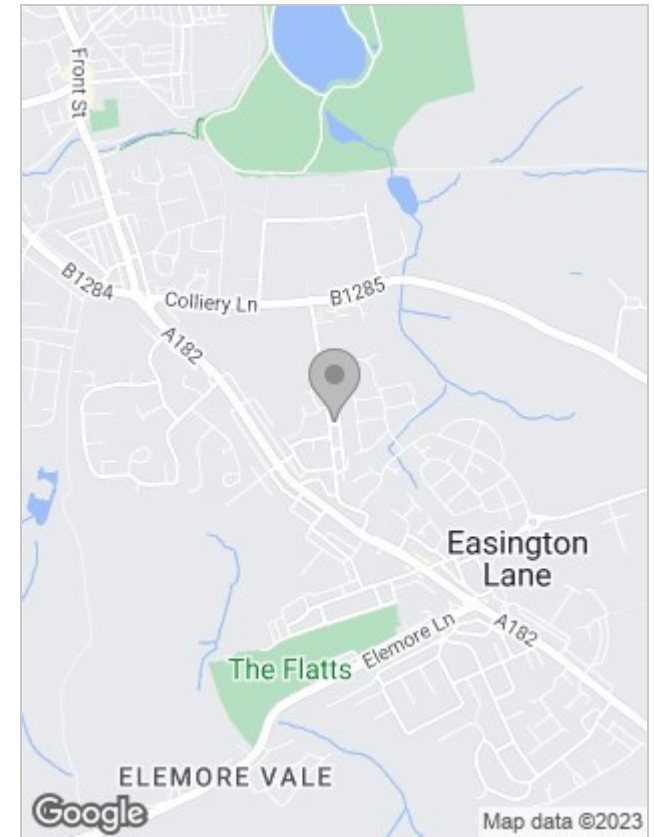 Front St
B1284
Colliery Ln
B1285
A182
Easington
Lane
The Flatts
Elemore Ln
A182
ELEMORE VALE
Google
Map data ©2023